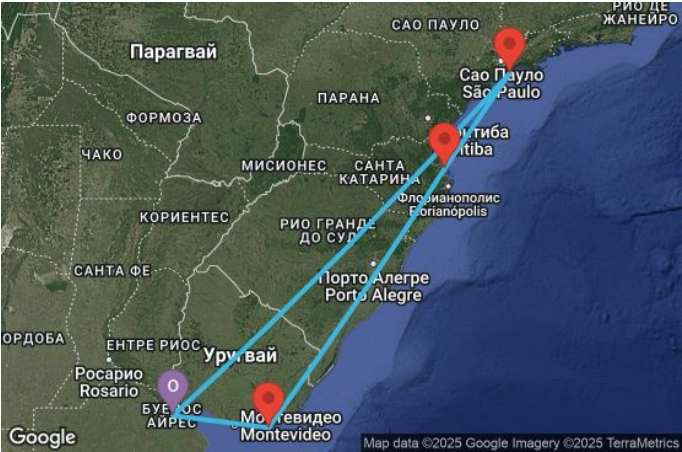 РИО ДЕ
ЖАНЕЙРО
САО ПАУЛО
Парагвай
Сао Пауло
São Paulo
ПАРАНА
ФОРМОЗА
итиба
itiba
ЧАКО
МИСИОНЕС
САНТА
КАТАРИНА
Флорианополис
Florianópolis
КОРИЕНТЕС
РИО ГРАНДЕ
ДО СУЛ
САНТА ФЕ
Порто Алегре
Porto Alegre
ОРДОБА
ЕНТРЕ РИОС
Уругвай
Росарио
Rosario
O
БУЕНОС
АЙРЕС
Монтевидео
Montevideo
Google
Map data ©2025 Google Imagery ©2025 TerraMetrics